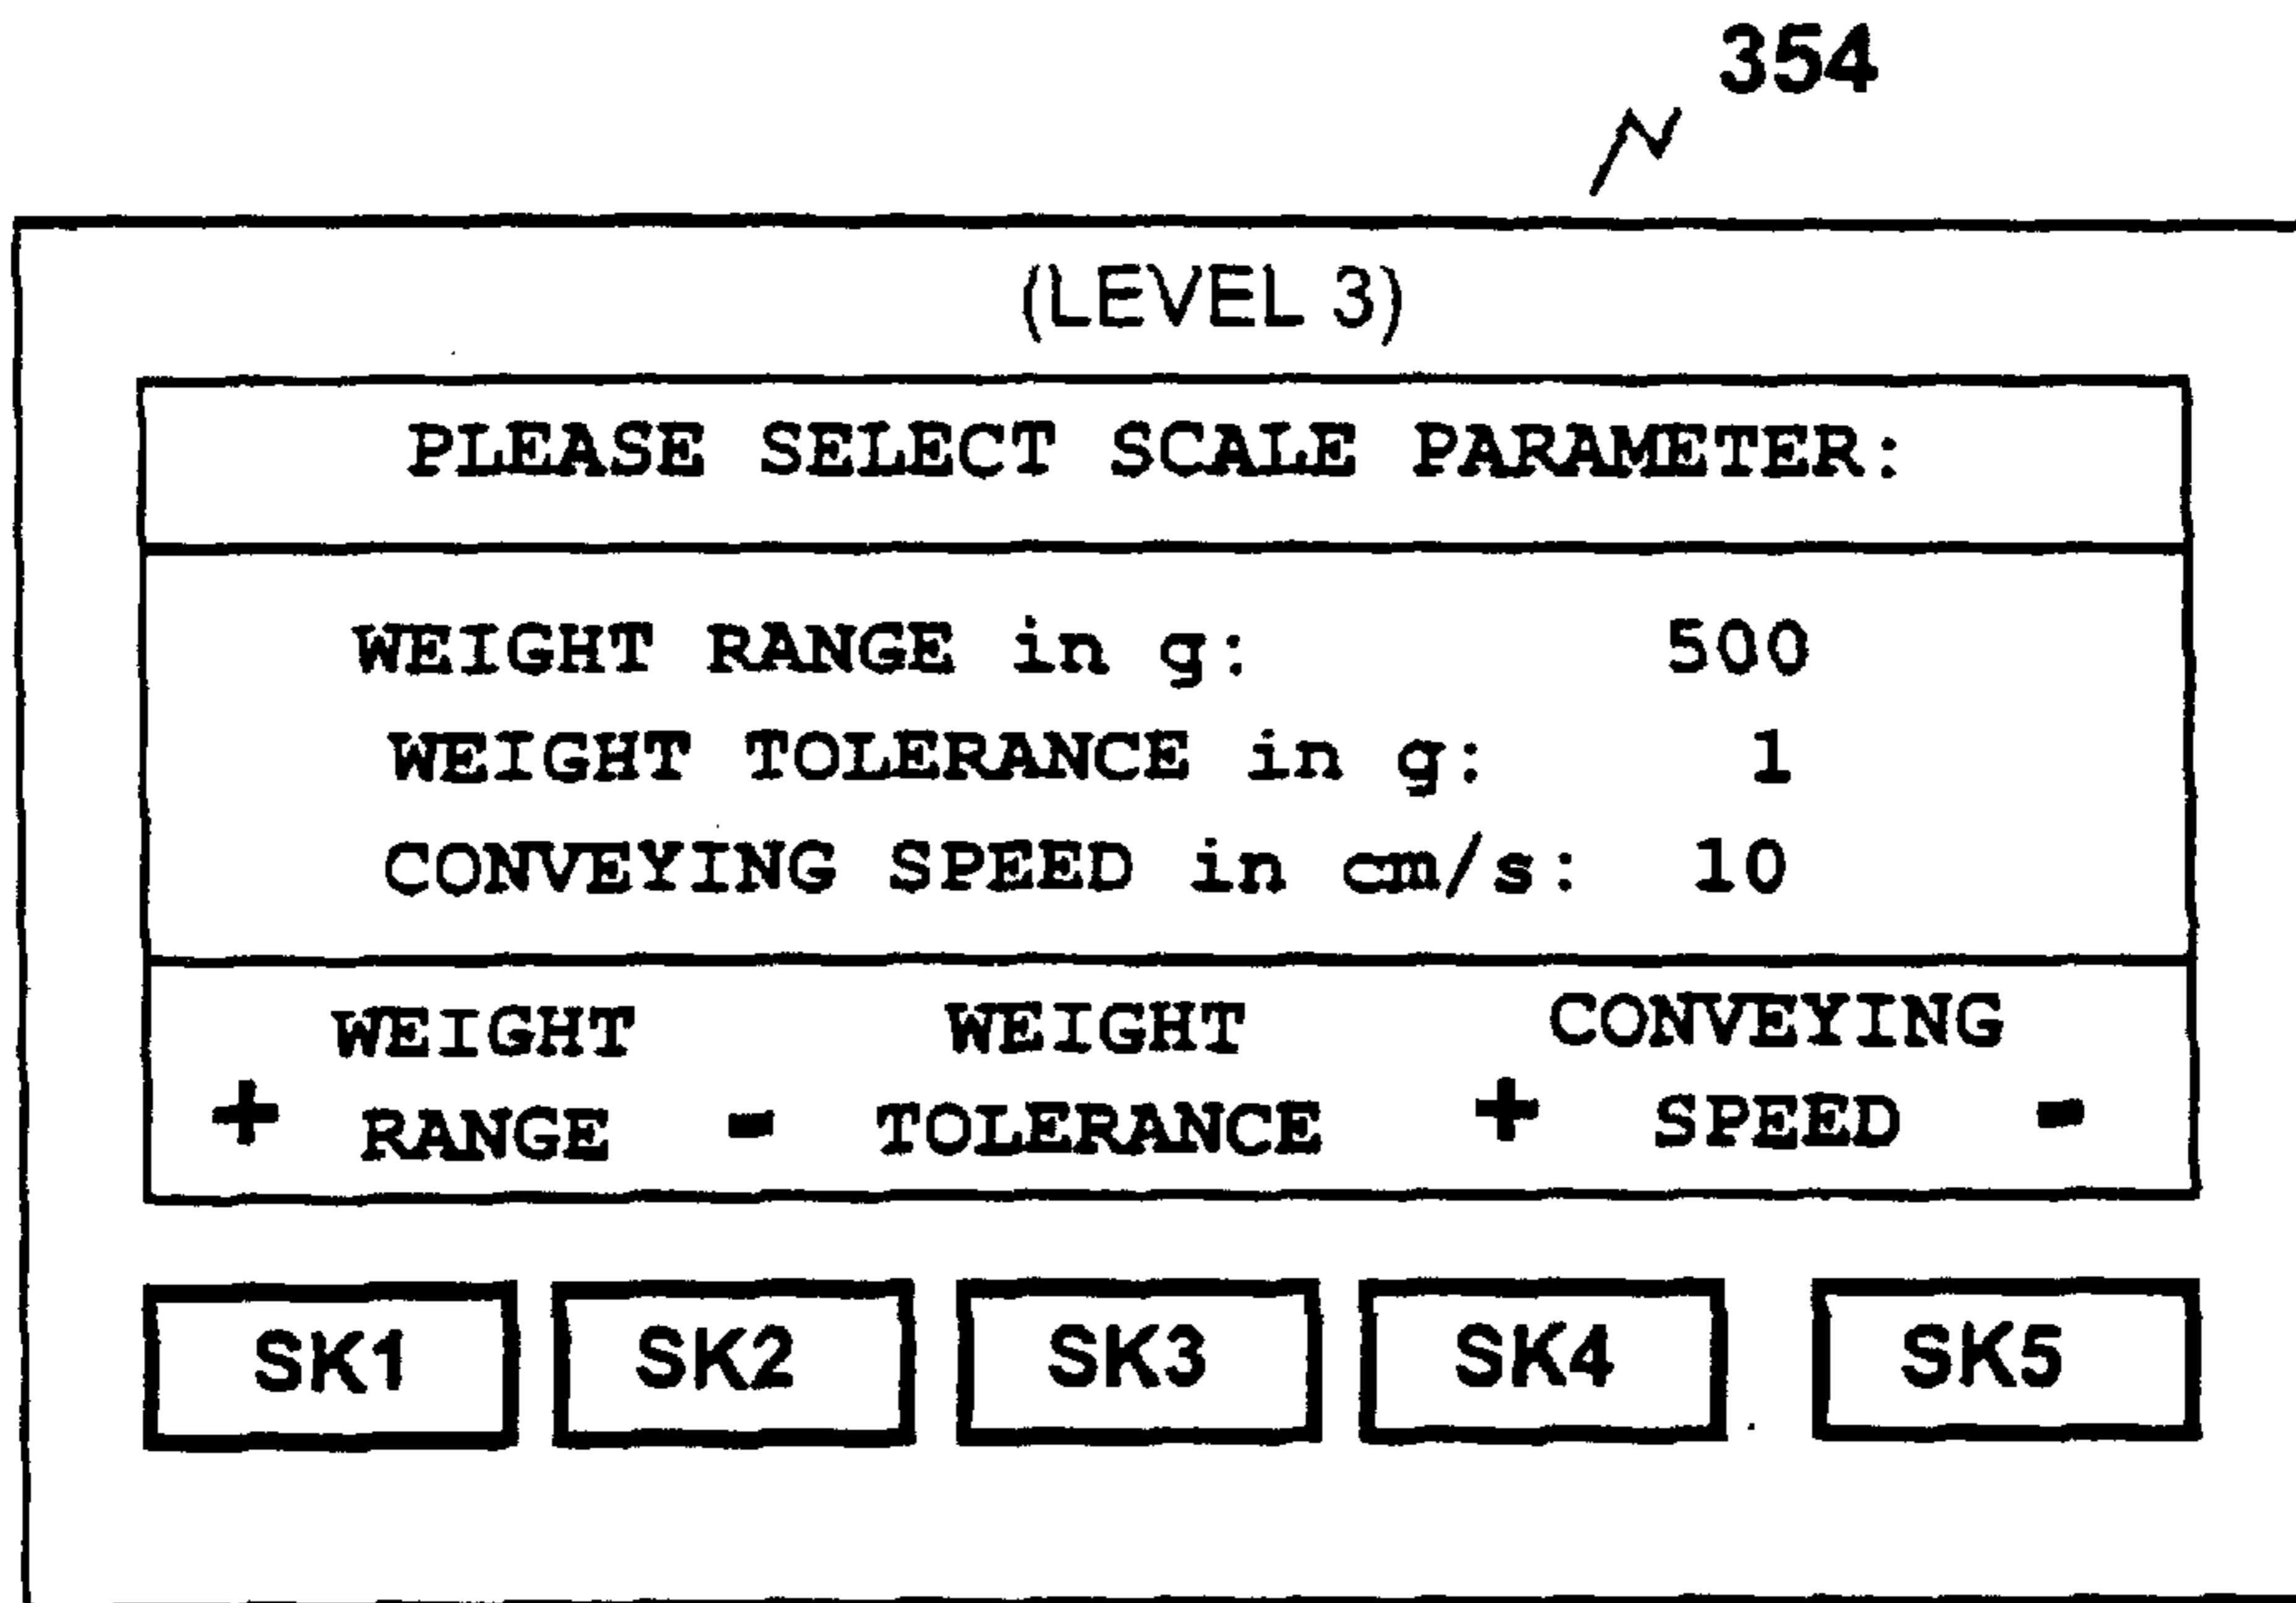 354
(LEVEL 3)
PLEASE SELECT SCALE PARAMETER:
WEIGHT RANGE in g: 500
WEIGHT TOLERANCE in g: 1
CONVEYING SPEED in cm/s: 10
WEIGHT WEIGHT CONVEYING
+ RANGE - TOLERANCE + SPEED -
SK1 SK2 SK3 SK4 SK5